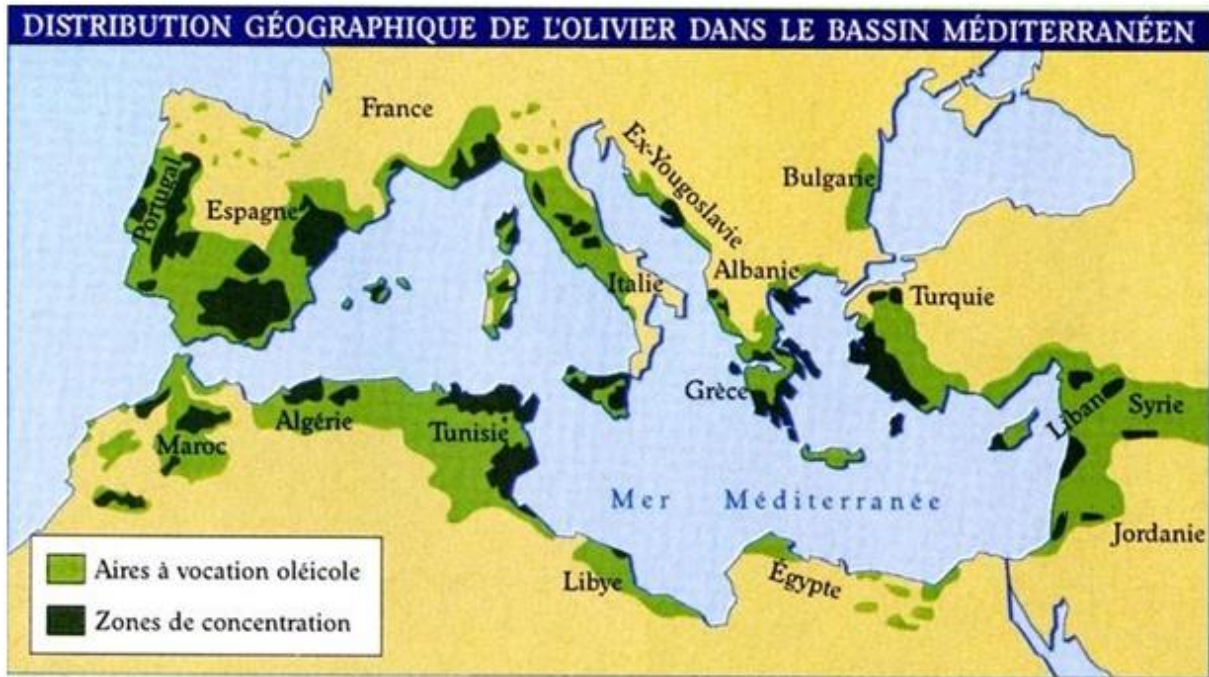 DISTRIBUTION GÉOGRAPHIQUE DE L'OLIVIER DANS LE BASSIN MÉDITERRANÉEN
France
Ex-Yougoslavie
Bulgarie
Portugal
Espagne
Italie
Albanie
Turquie
Grèce
Liban
Syrie
Maroc
Algérie
Tunisie
Mer Méditerranée
Jordanie
Libye
Égypte
Aires à vocation oléicole
Zones de concentration